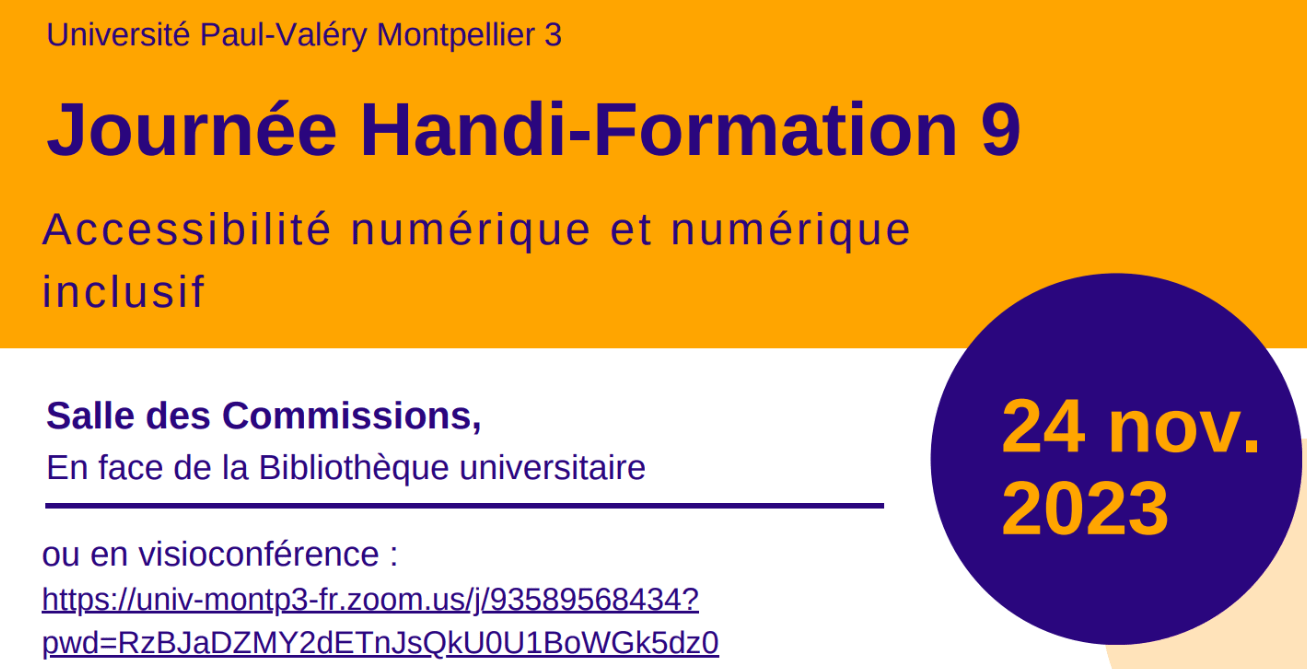 Université Paul-Valéry Montpellier 3
Journée Handi-Formation 9
Accessibilité numérique et numérique
inclusif
Salle des Commissions,
En face de la Bibliothèque universitaire
ou en visioconférence :
https://univ-montp3-fr.zoom.us/j/93589568434?
pwd=RzBJaDZMY2dETnJsQkU0U1BoWGk5dz0
24 nov.
2023